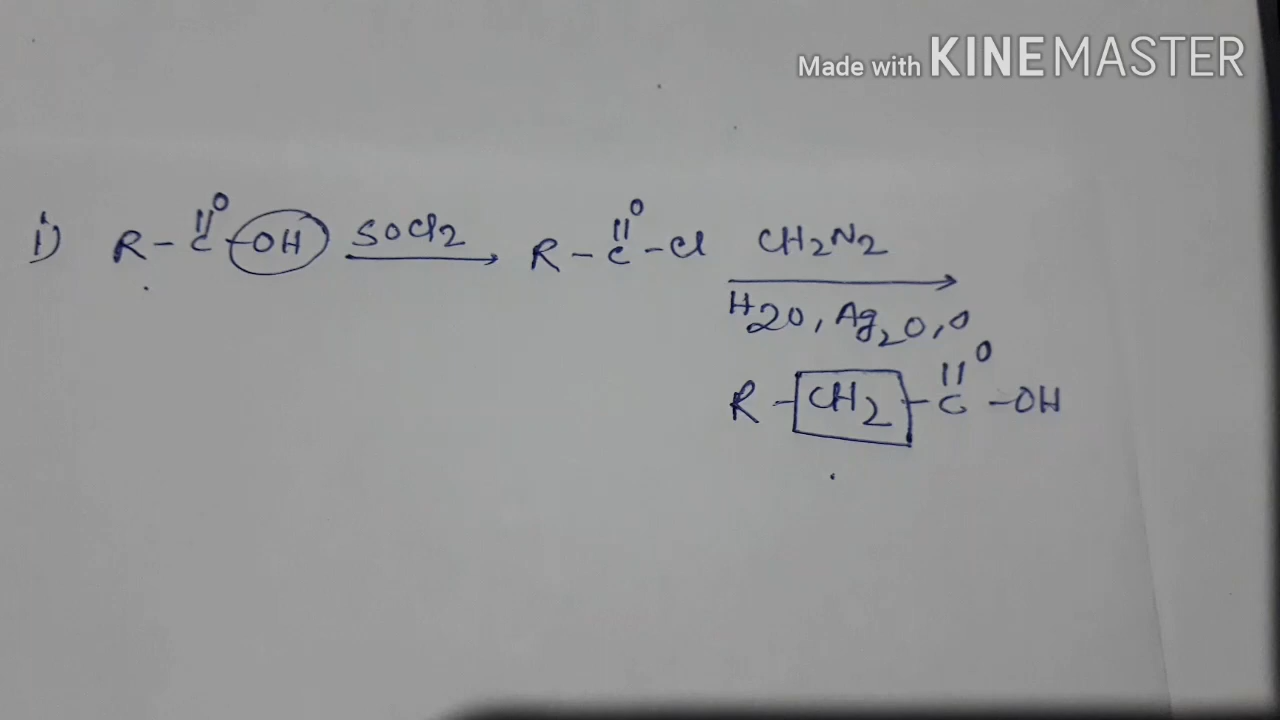 Made with KINEMASTER
i) R-C-OH SOCl2 R-C-Cl CH2N2
O O
H2O, Ag2O, O
R-CH2-C-OH
O